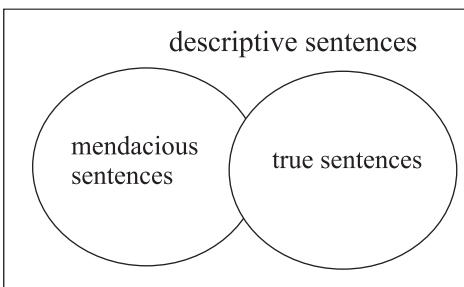 descriptive sentences
mendacious
sentences
true sentences